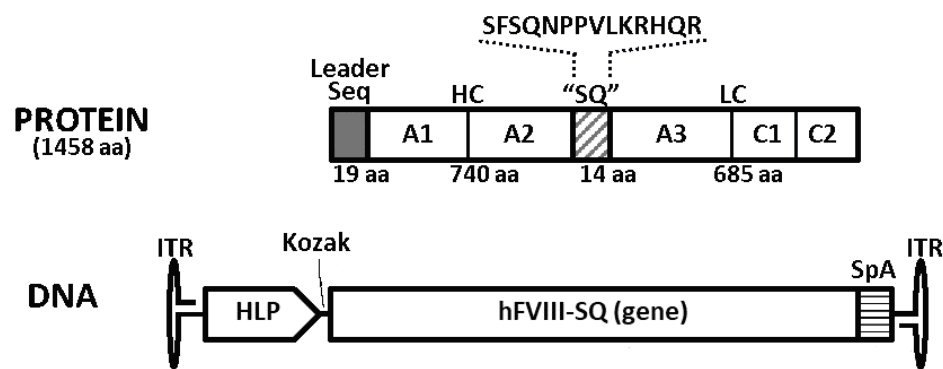 SFSQNPPVLKRHQR
Leader
Seq HC "SQ" LC
PROTEIN
(1458 aa)
A1 A2 A3 C1 C2
19 aa 740 aa 14 aa 685 aa
ITR Kozak ITR
SpA
DNA
HLP hFVIII-SQ (gene)